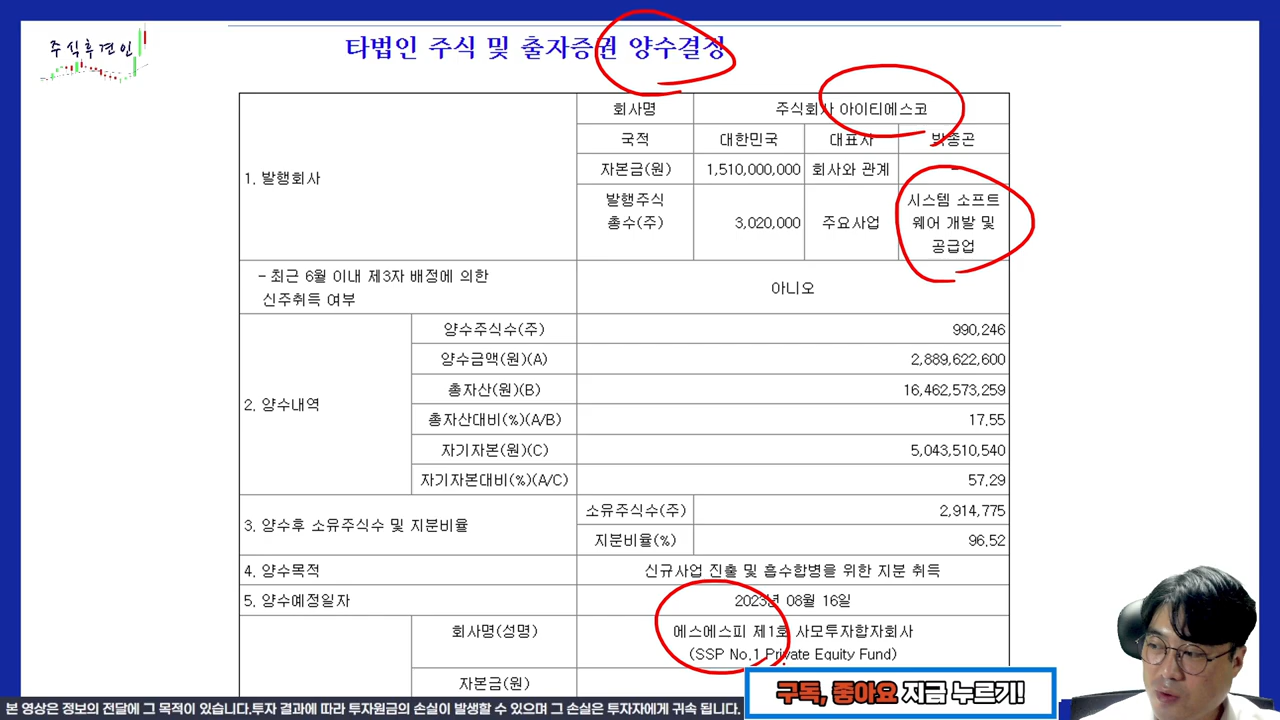 주식후견인
타법인 주식 및 출자증권 양수결정
1. 발행회사
회사명
주식회사 아이티에스코
국적
대한민국
대표자
박종곤
자본금(원)
1,510,000,000
회사와 관계
-
발행주식
총수(주)
3,020,000
주요사업
시스템 소프트
웨어 개발 및
공급업
- 최근 6월 이내 제3자 배정에 의한
신주취득 여부
아니오
2. 양수내역
양수주식수(주)
990,246
양수금액(원)(A)
2,889,622,600
총자산(원)(B)
16,462,573,259
총자산대비(%)(A/B)
17.55
자기자본(원)(C)
5,043,510,540
자기자본대비(%)(A/C)
57.29
3. 양수후 소유주식수 및 지분비율
소유주식수(주)
2,914,775
지분비율(%)
96.52
4. 양수목적
신규사업 진출 및 흡수합병을 위한 지분 취득
5. 양수예정일자
2023년 08월 16일
회사명(성명)
에스에스피 제1호 사모투자합자회사
(SSP No.1 Private Equity Fund)
자본금(원)
구독, 좋아요 지금 누르기!
본 영상은 정보의 전달에 그 목적이 있습니다.투자 결과에 따라 투자원금의 손실이 발생할 수 있으며 그 손실은 투자자에게 귀속 됩니다.